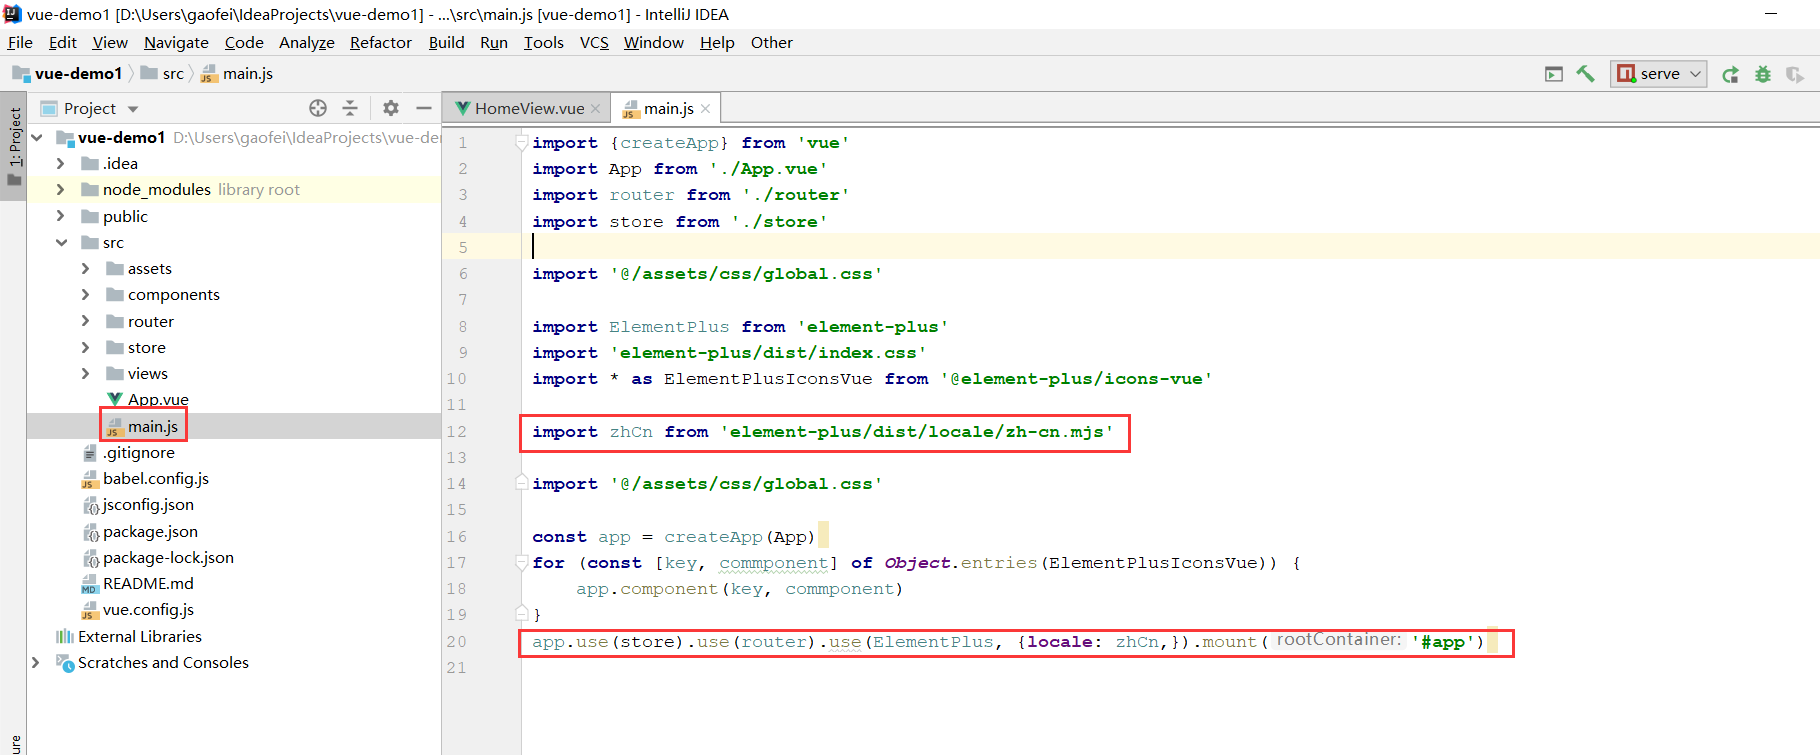 vue-demo1 [D:\Users\gaofei\IdeaProjects\vue-demo1] - ...\src\main.js [vue-demo1] - IntelliJ IDEA
File Edit View Navigate Code Analyze Refactor Build Run Tools VCS Window Help Other
vue-demo1 src main.js serve
1: Project
Project
HomeView.vue main.js
vue-demo1 D:\Users\gaofei\IdeaProjects\vue-der
.idea
node_modules library root
public
src
assets
components
router
store
views
App.vue
main.js
.gitignore
babel.config.js
jsconfig.json
package.json
package-lock.json
README.md
vue.config.js
External Libraries
Scratches and Consoles
ure
1 import {createApp} from 'vue'
2 import App from './App.vue'
3 import router from './router'
4 import store from './store'
5
6 import '@/assets/css/global.css'
7
8 import ElementPlus from 'element-plus'
9 import 'element-plus/dist/index.css'
10 import * as ElementPlusIconsVue from '@element-plus/icons-vue'
11
12 import zhCn from 'element-plus/dist/locale/zh-cn.mjs'
13
14 import '@/assets/css/global.css'
15
16 const app = createApp(App)
17 for (const [key, commponent] of Object.entries(ElementPlusIconsVue)) {
18 app.component(key, commponent)
19 }
20 app.use(store).use(router).use(ElementPlus, {locale: zhCn,}).mount( rootContainer: '#app')
21